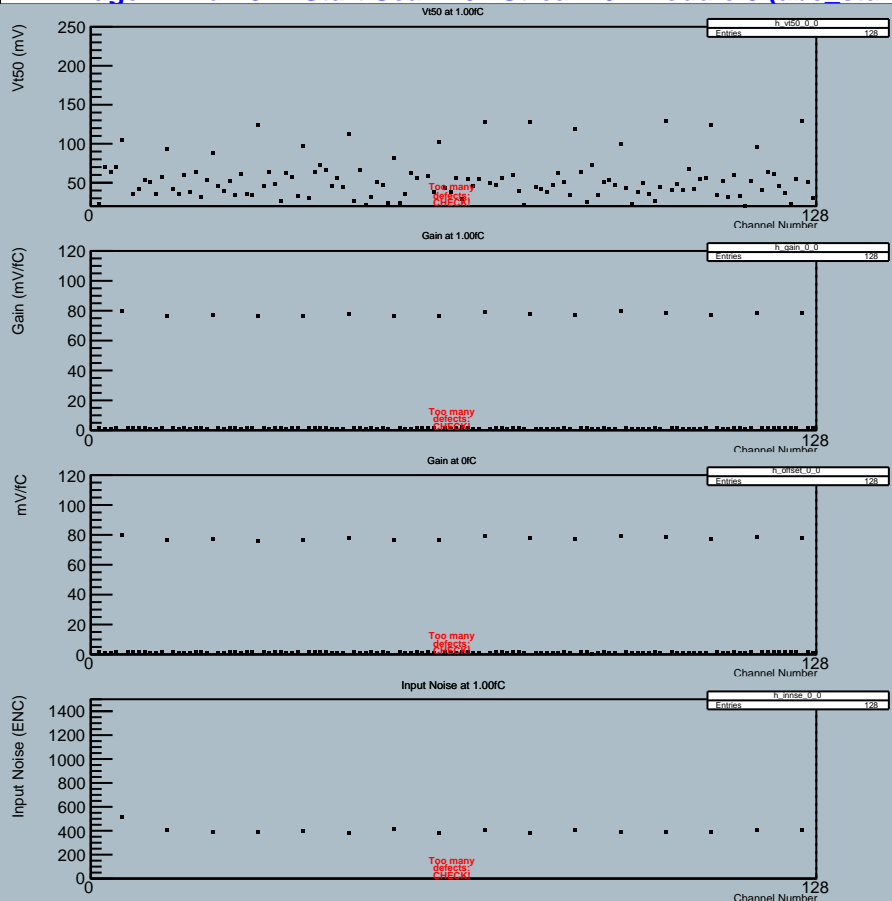 Vt50 at 1.00fC
h_vt50_0_0
Entries 128
Vt50 (mV)
250
200
150
100
50
Too many
defects:
CHECK!
0
128
Channel Number
Gain at 1.00fC
h_gain_0_0
Entries 128
Gain (mV/fC)
120
100
80
60
40
20
0
Too many
defects:
CHECK!
0
128
Channel Number
Gain at 0fC
h_offset_0_0
Entries 128
mV/fC
120
100
80
60
40
20
0
Too many
defects:
CHECK!
0
128
Channel Number
Input Noise at 1.00fC
h_innse_0_0
Entries 128
Input Noise (ENC)
1400
1200
1000
800
600
400
200
0
Too many
defects:
CHECK!
0
128
Channel Number